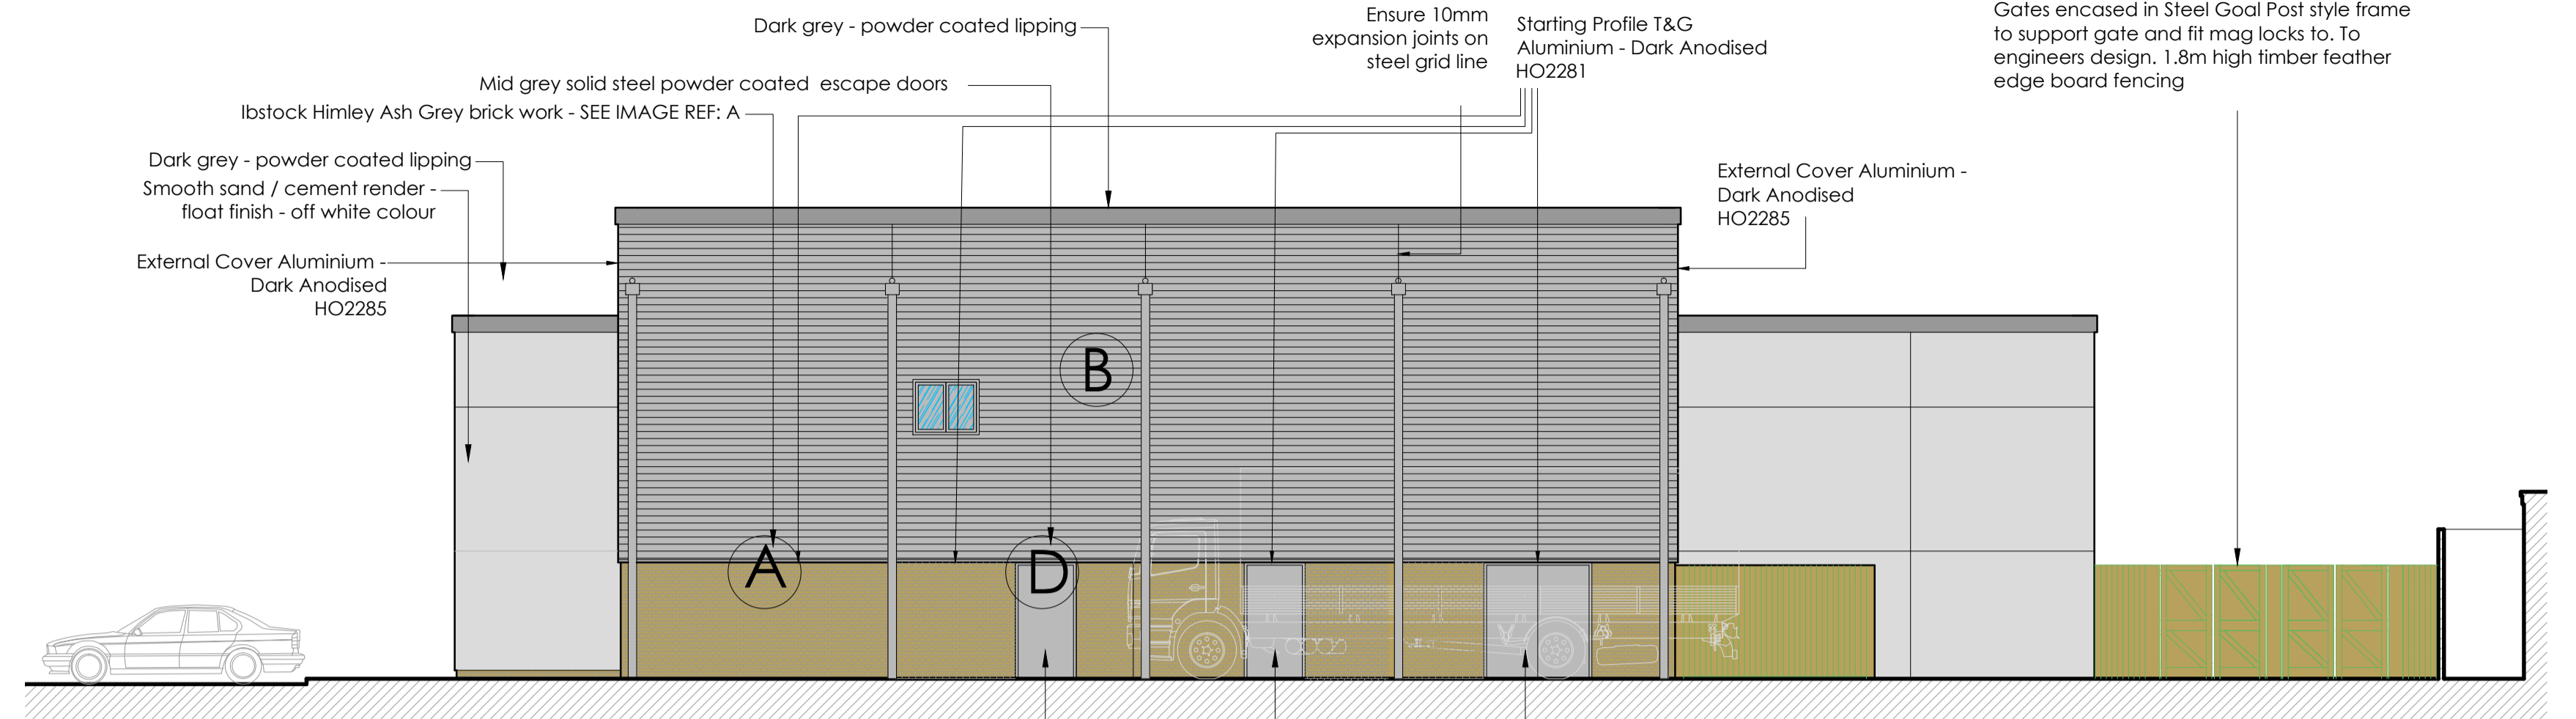 Dark grey - powder coated lipping
Mid grey solid steel powder coated escape doors
Ibstock Himley Ash Grey brick work - SEE IMAGE REF: A
Dark grey - powder coated lipping
Smooth sand / cement render -
float finish - off white colour
External Cover Aluminium -
Dark Anodised
HO2285
Ensure 10mm
expansion joints on
steel grid line
Starting Profile T&G
Aluminium - Dark Anodised
HO2281
External Cover Aluminium -
Dark Anodised
HO2285
Gates encased in Steel Goal Post style frame
to support gate and fit mag locks to. To
engineers design. 1.8m high timber feather
edge board fencing
B
A
D